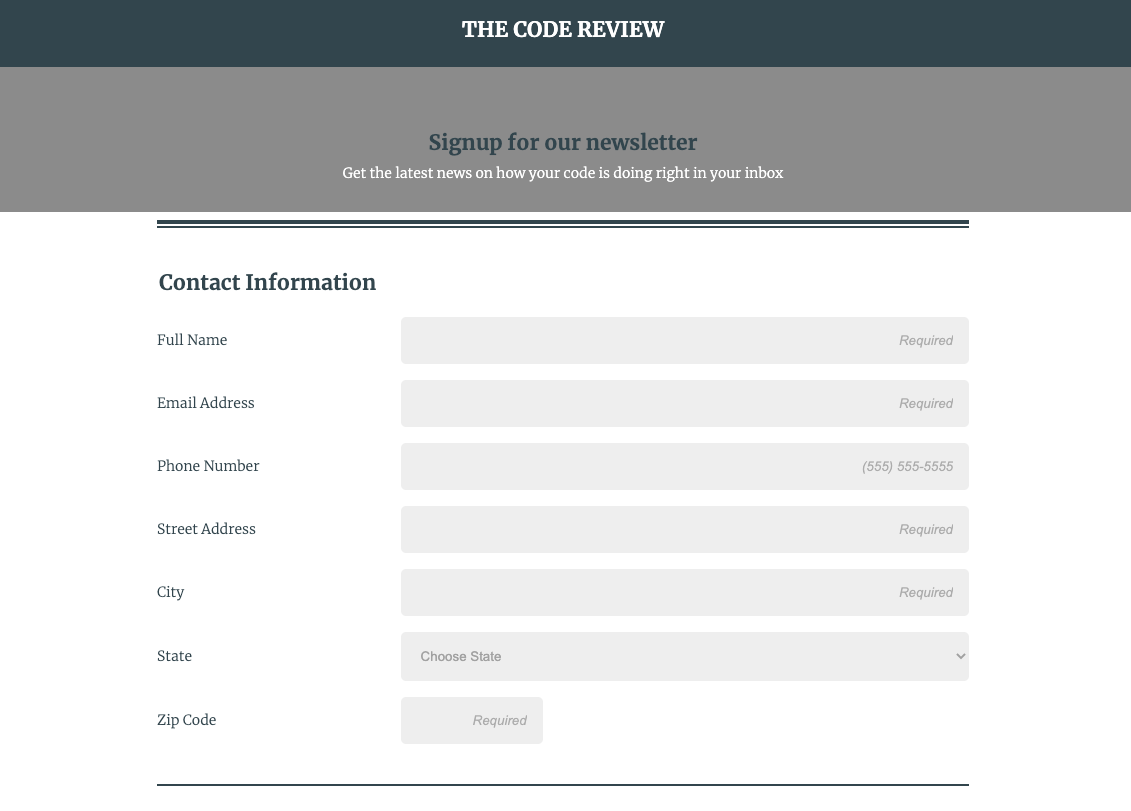 THE CODE REVIEW
Signup for our newsletter
Get the latest news on how your code is doing right in your inbox
Contact Information
Full Name Required
Email Address Required
Phone Number (555) 555-5555
Street Address Required
City Required
State Choose State
Zip Code Required